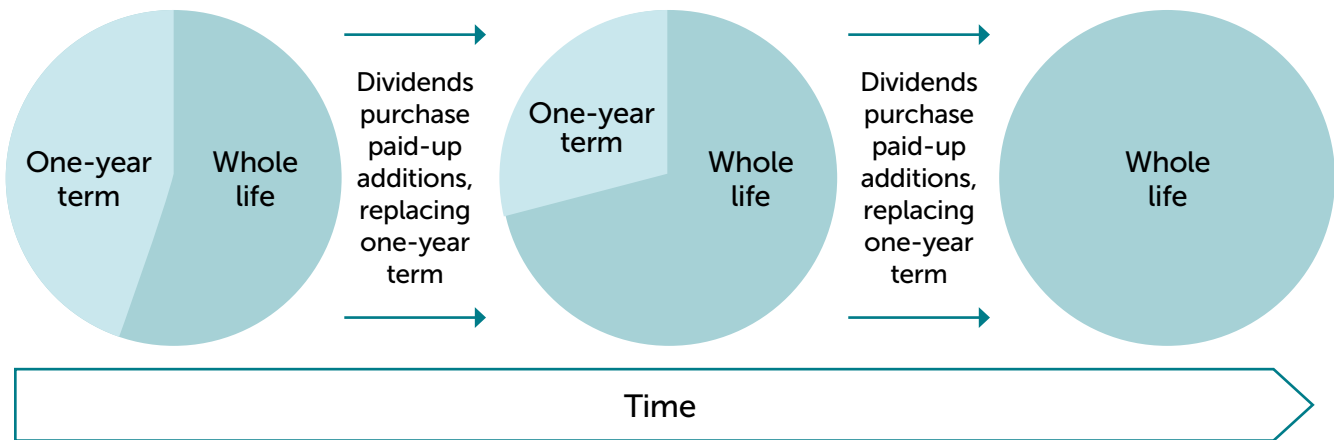 One-year
term
Whole
life
Dividends
purchase
paid-up
additions,
replacing
one-year
term
One-year
term
Whole
life
Dividends
purchase
paid-up
additions,
replacing
one-year
term
Whole
life
Time